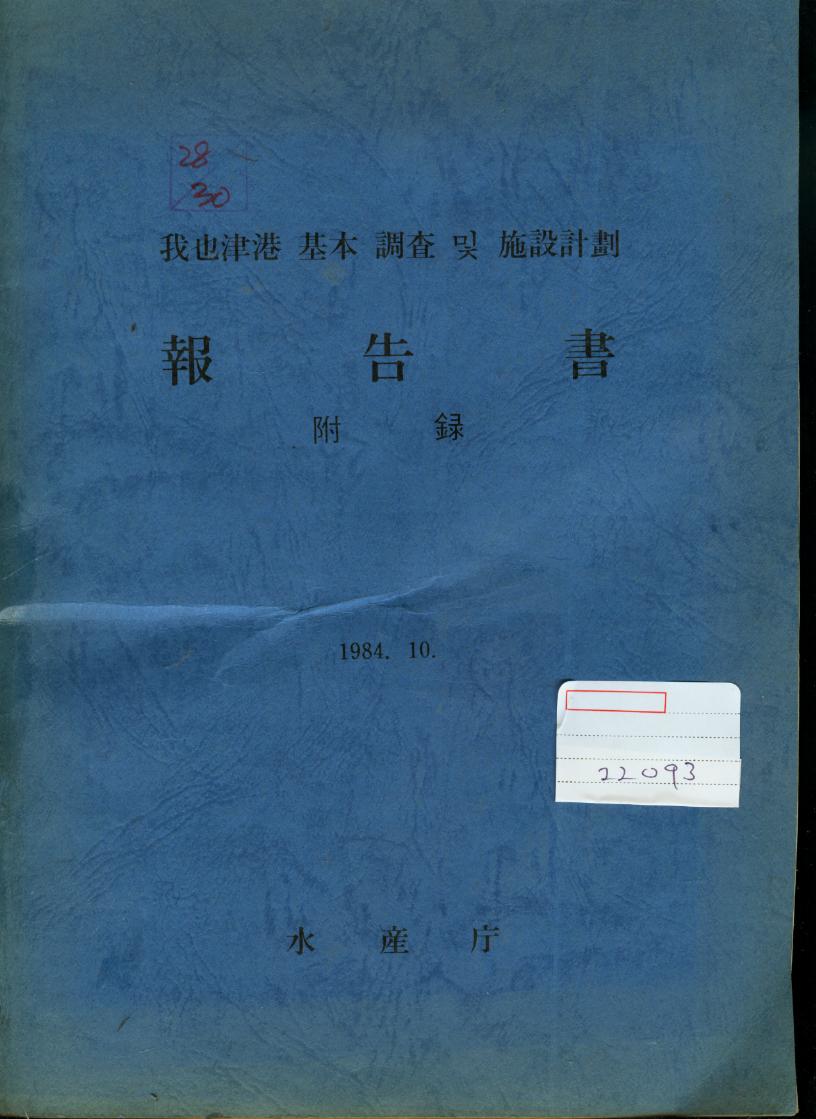 28
30
我也津港 基本 調査 및 施設計劃
報告書
附録
1984. 10.
22093
水産庁